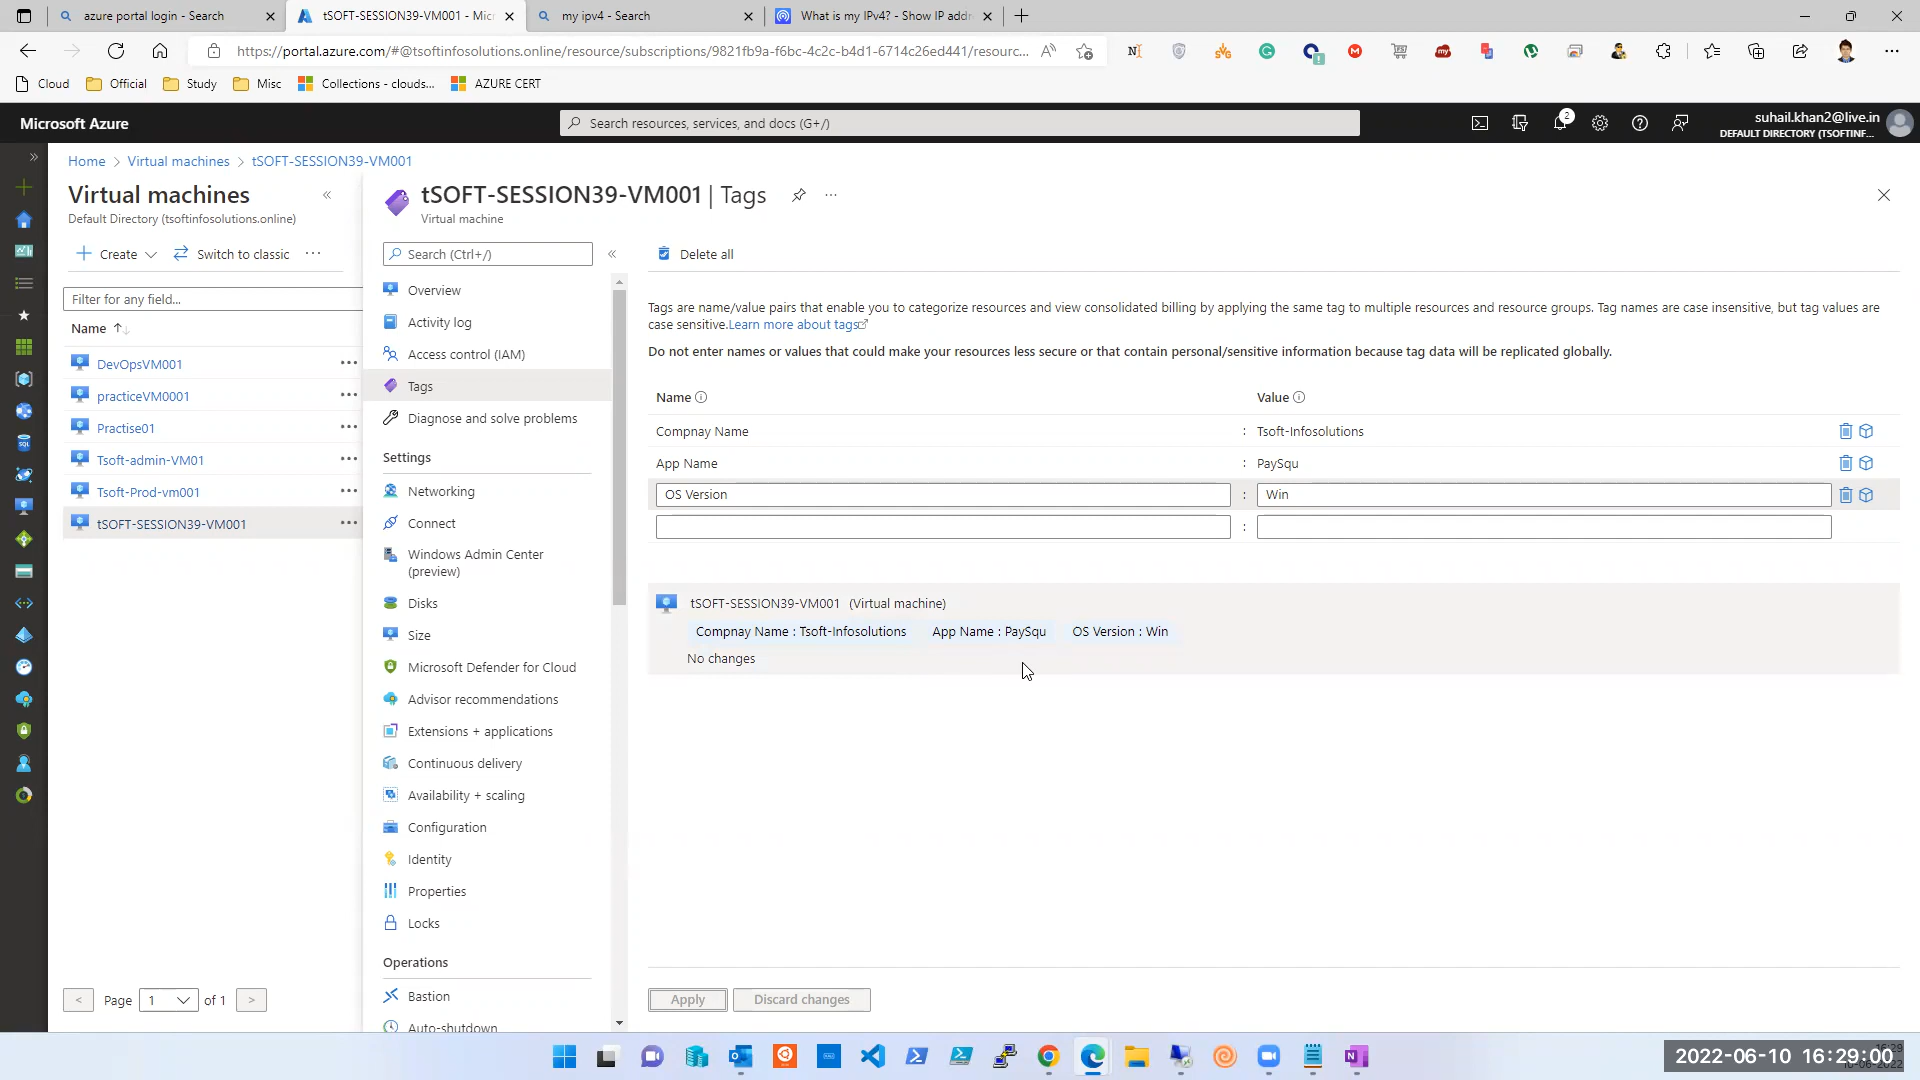 azure portal login - Search
tSOFT-SESSION39-VM001 - Micr
my ipv4 - Search
What is my IPv4? - Show IP addr
https://portal.azure.com/#@tsoftinfosolutions.online/resource/subscriptions/9821fb9a-f6bc-4c2c-b4d1-6714c26ed441/resourc...
Cloud
Official
Study
Misc
Collections - clouds...
AZURE CERT
Microsoft Azure
Search resources, services, and docs (G+/)
2
suhail.khan2@live.in
DEFAULT DIRECTORY (TSOFTINF...
Home > Virtual machines > tSOFT-SESSION39-VM001
Virtual machines
Default Directory (tsoftinfosolutions.online)
Create
Switch to classic
Filter for any field...
Name
DevOpsVM001
practiceVM0001
Practise01
Tsoft-admin-VM01
Tsoft-Prod-vm001
tSOFT-SESSION39-VM001
< Page 1 of 1 >
tSOFT-SESSION39-VM001 | Tags
Virtual machine
Search (Ctrl+/)
Overview
Activity log
Access control (IAM)
Tags
Diagnose and solve problems
Settings
Networking
Connect
Windows Admin Center
(preview)
Disks
Size
Microsoft Defender for Cloud
Advisor recommendations
Extensions + applications
Continuous delivery
Availability + scaling
Configuration
Identity
Properties
Locks
Operations
Bastion
Auto-shutdown
Delete all
Tags are name/value pairs that enable you to categorize resources and view consolidated billing by applying the same tag to multiple resources and resource groups. Tag names are case insensitive, but tag values are
case sensitive.Learn more about tags
Do not enter names or values that could make your resources less secure or that contain personal/sensitive information because tag data will be replicated globally.
Name Value
Compnay Name : Tsoft-Infosolutions
App Name : PaySqu
OS Version : Win
:
tSOFT-SESSION39-VM001 (Virtual machine)
Compnay Name : Tsoft-Infosolutions App Name : PaySqu OS Version : Win
No changes
Apply
Discard changes
2022-06-10 16:29:00